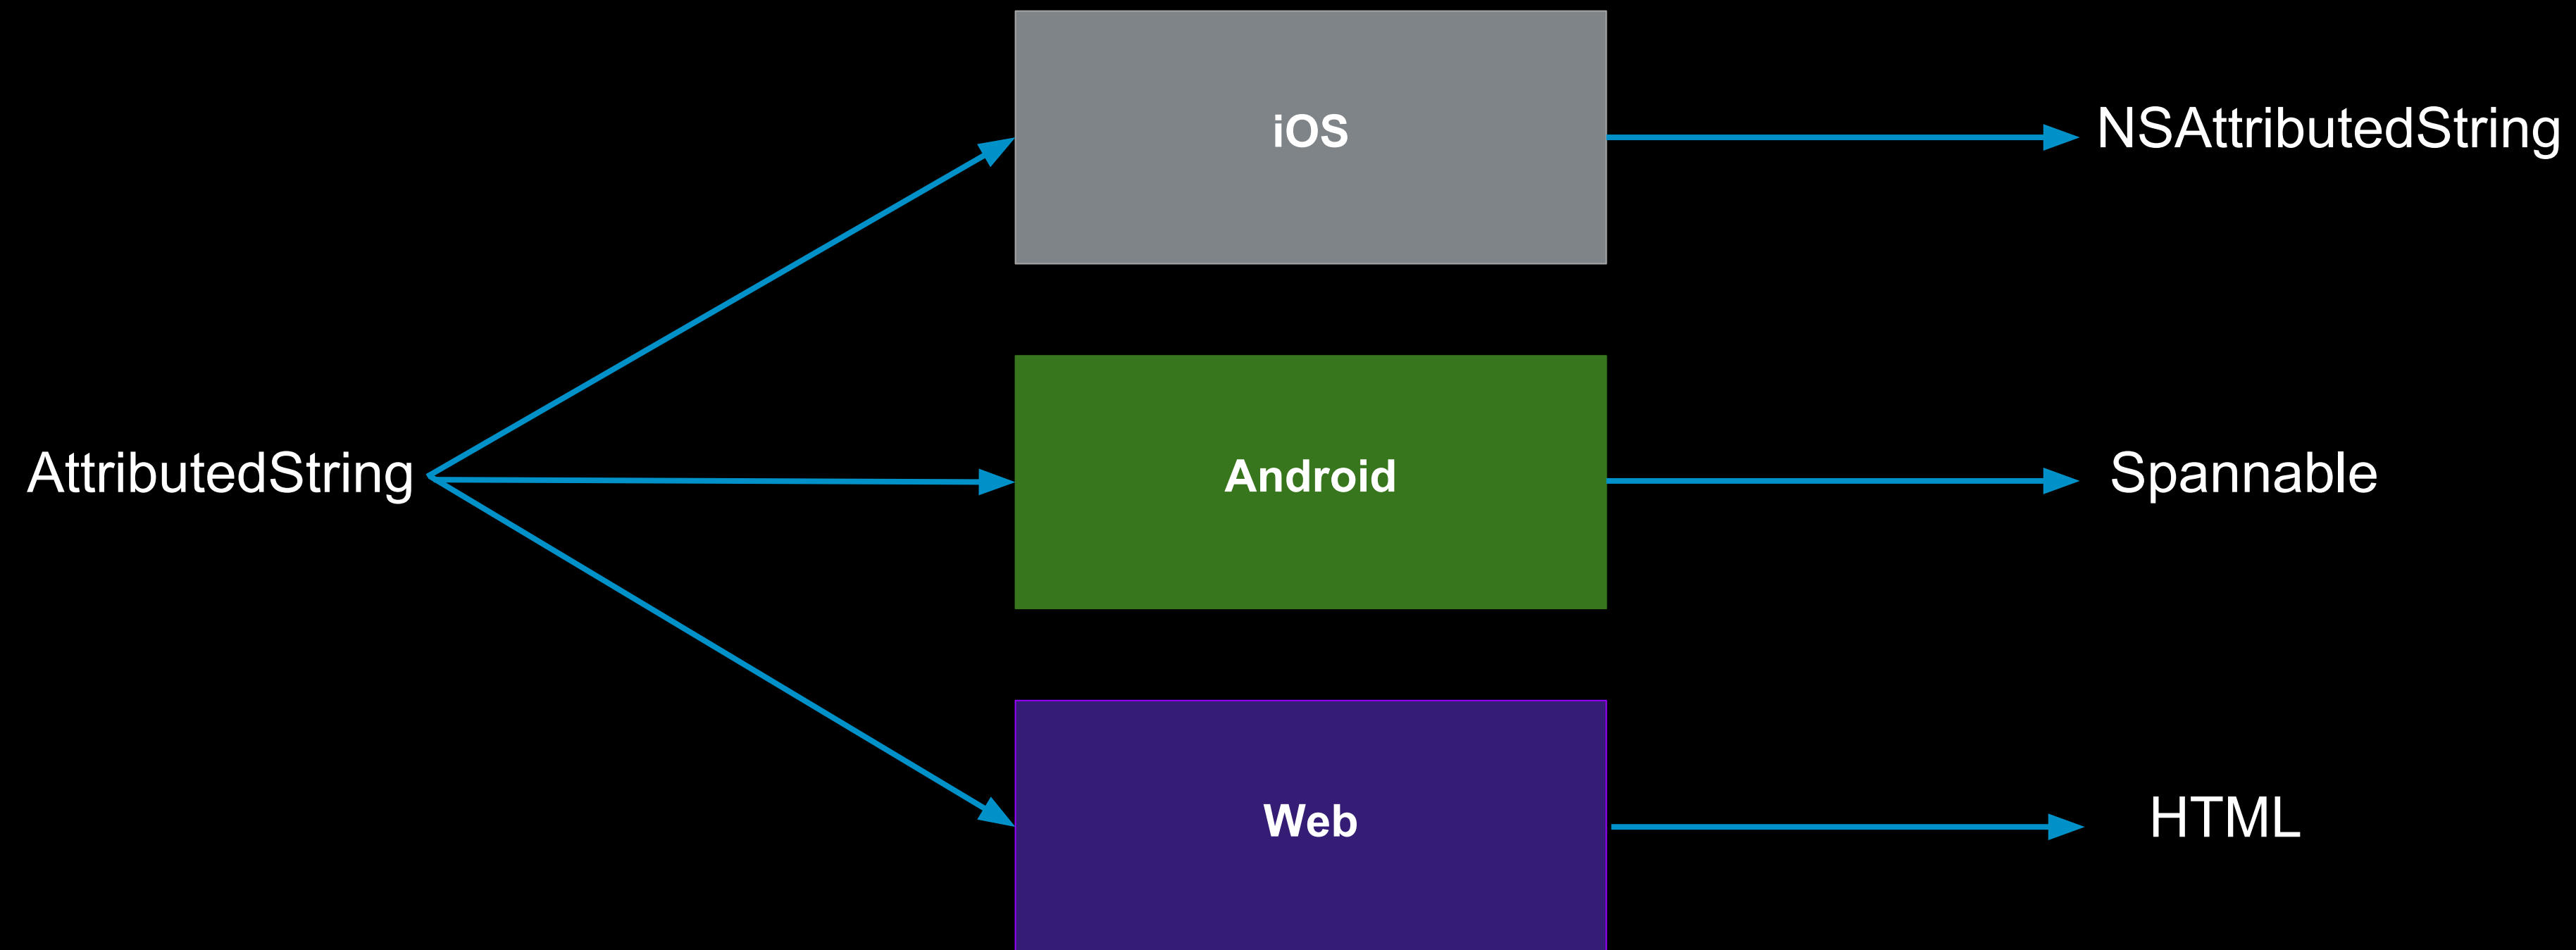 iOS
NSAttributedString
AttributedString
Android
Spannable
Web
HTML